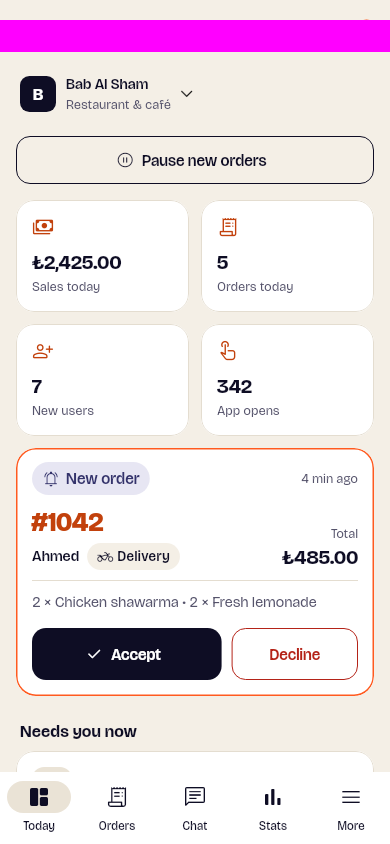 B
Bab Al Sham
Restaurant & café
Pause new orders
₺2,425.00
Sales today
5
Orders today
7
New users
342
App opens
New order
4 min ago
#1042
Total
Ahmed
Delivery
₺485.00
2 × Chicken shawarma • 2 × Fresh lemonade
Accept
Decline
Needs you now
Today
Orders
Chat
Stats
More